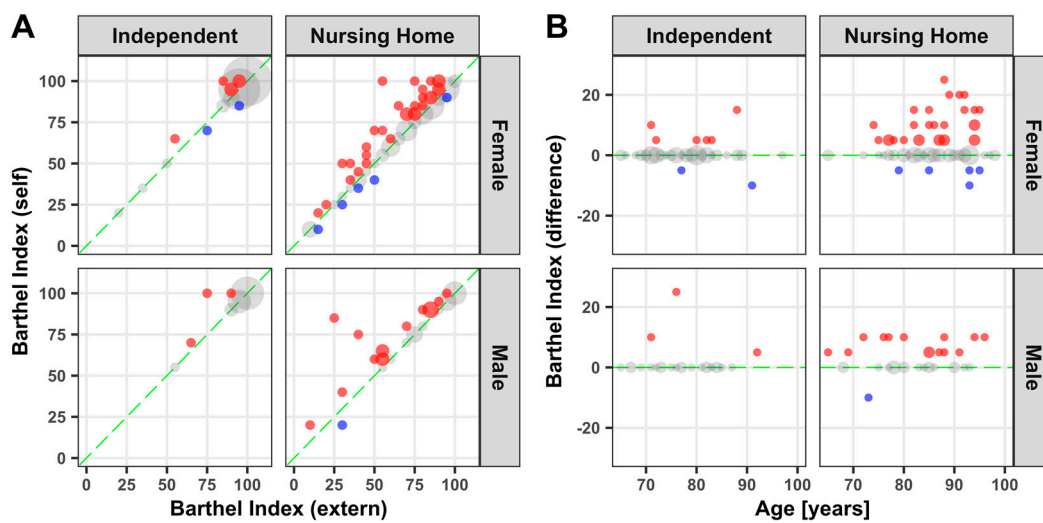 A
B
Independent
Nursing Home
Independent
Nursing Home
Barthel Index (self)
100
75
50
25
0
Female
100
75
50
25
0
Male
0 25 50 75 100
0 25 50 75 100
Barthel Index (extern)
Barthel Index (difference)
20
0
-20
Female
20
0
-20
Male
70 80 90 100
70 80 90 100
Age [years]